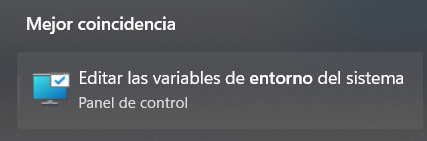 Mejor coincidencia
Editar las variables de entorno del sistema
Panel de control